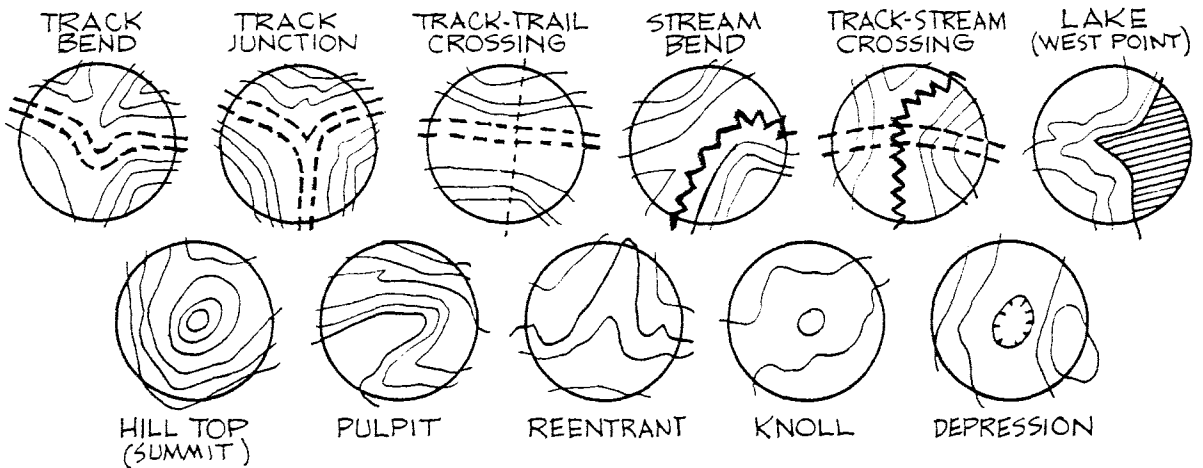 TRACK BEND
TRACK JUNCTION
TRACK-TRAIL CROSSING
STREAM BEND
TRACK-STREAM CROSSING
LAKE (WEST POINT)
HILL TOP (SUMMIT)
PULPIT
REENTRANT
KNOLL
DEPRESSION